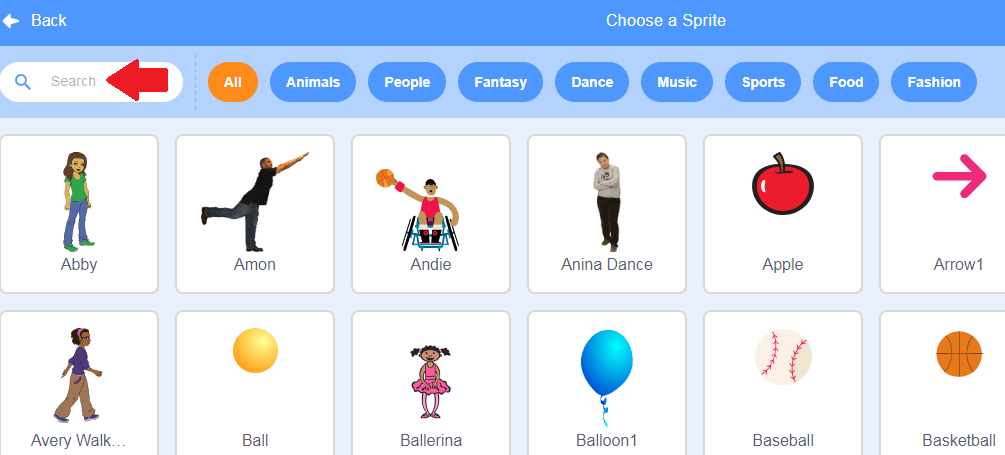 Back
Choose a Sprite
Search
All
Animals
People
Fantasy
Dance
Music
Sports
Food
Fashion
Abby
Amon
Andie
Anina Dance
Apple
Arrow1
Avery Walk...
Ball
Ballerina
Balloon1
Baseball
Basketball